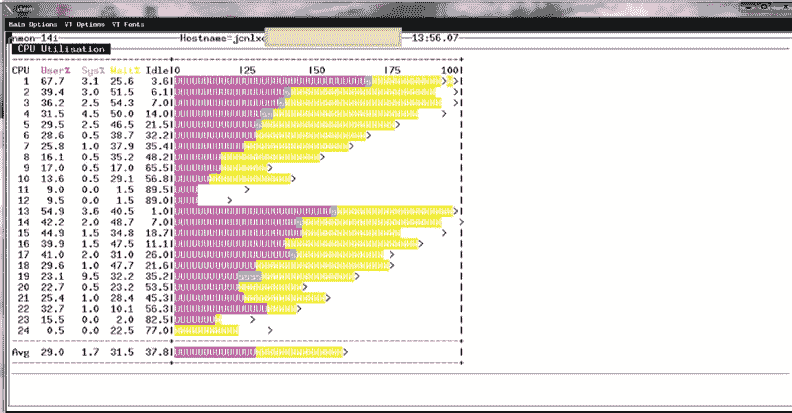 xterm
Main Options VT Options VT Fonts
nmon-14i Hostname=jcnlxc 13:56.07
CPU Utilisation
CPU User% Sys% Wait% Idle|0 |25 |50 |75 100|
1 67.7 3.1 25.6 3.6
2 39.4 3.0 51.5 6.1
3 36.2 2.5 54.3 7.0
4 31.5 4.5 50.0 14.0
5 29.5 2.5 46.5 21.5
6 28.6 0.5 38.7 32.2
7 25.8 1.0 37.9 35.4
8 16.1 0.5 35.2 48.2
9 17.0 0.5 17.0 65.5
10 13.6 0.5 29.1 56.8
11 9.0 0.0 1.5 89.5
12 9.5 0.0 1.5 89.0
13 54.9 3.6 40.5 1.0
14 42.2 2.0 48.7 7.0
15 44.9 1.5 34.8 18.7
16 39.9 1.5 47.5 11.1
17 41.0 2.0 31.0 26.0
18 29.6 1.0 47.7 21.6
19 23.1 9.5 32.2 35.2
20 22.7 0.5 23.2 53.5
21 25.4 1.0 28.4 45.3
22 32.7 1.0 10.1 56.3
23 15.5 0.0 2.0 82.5
24 0.5 0.0 22.5 77.0
Avg 29.0 1.7 31.5 37.8